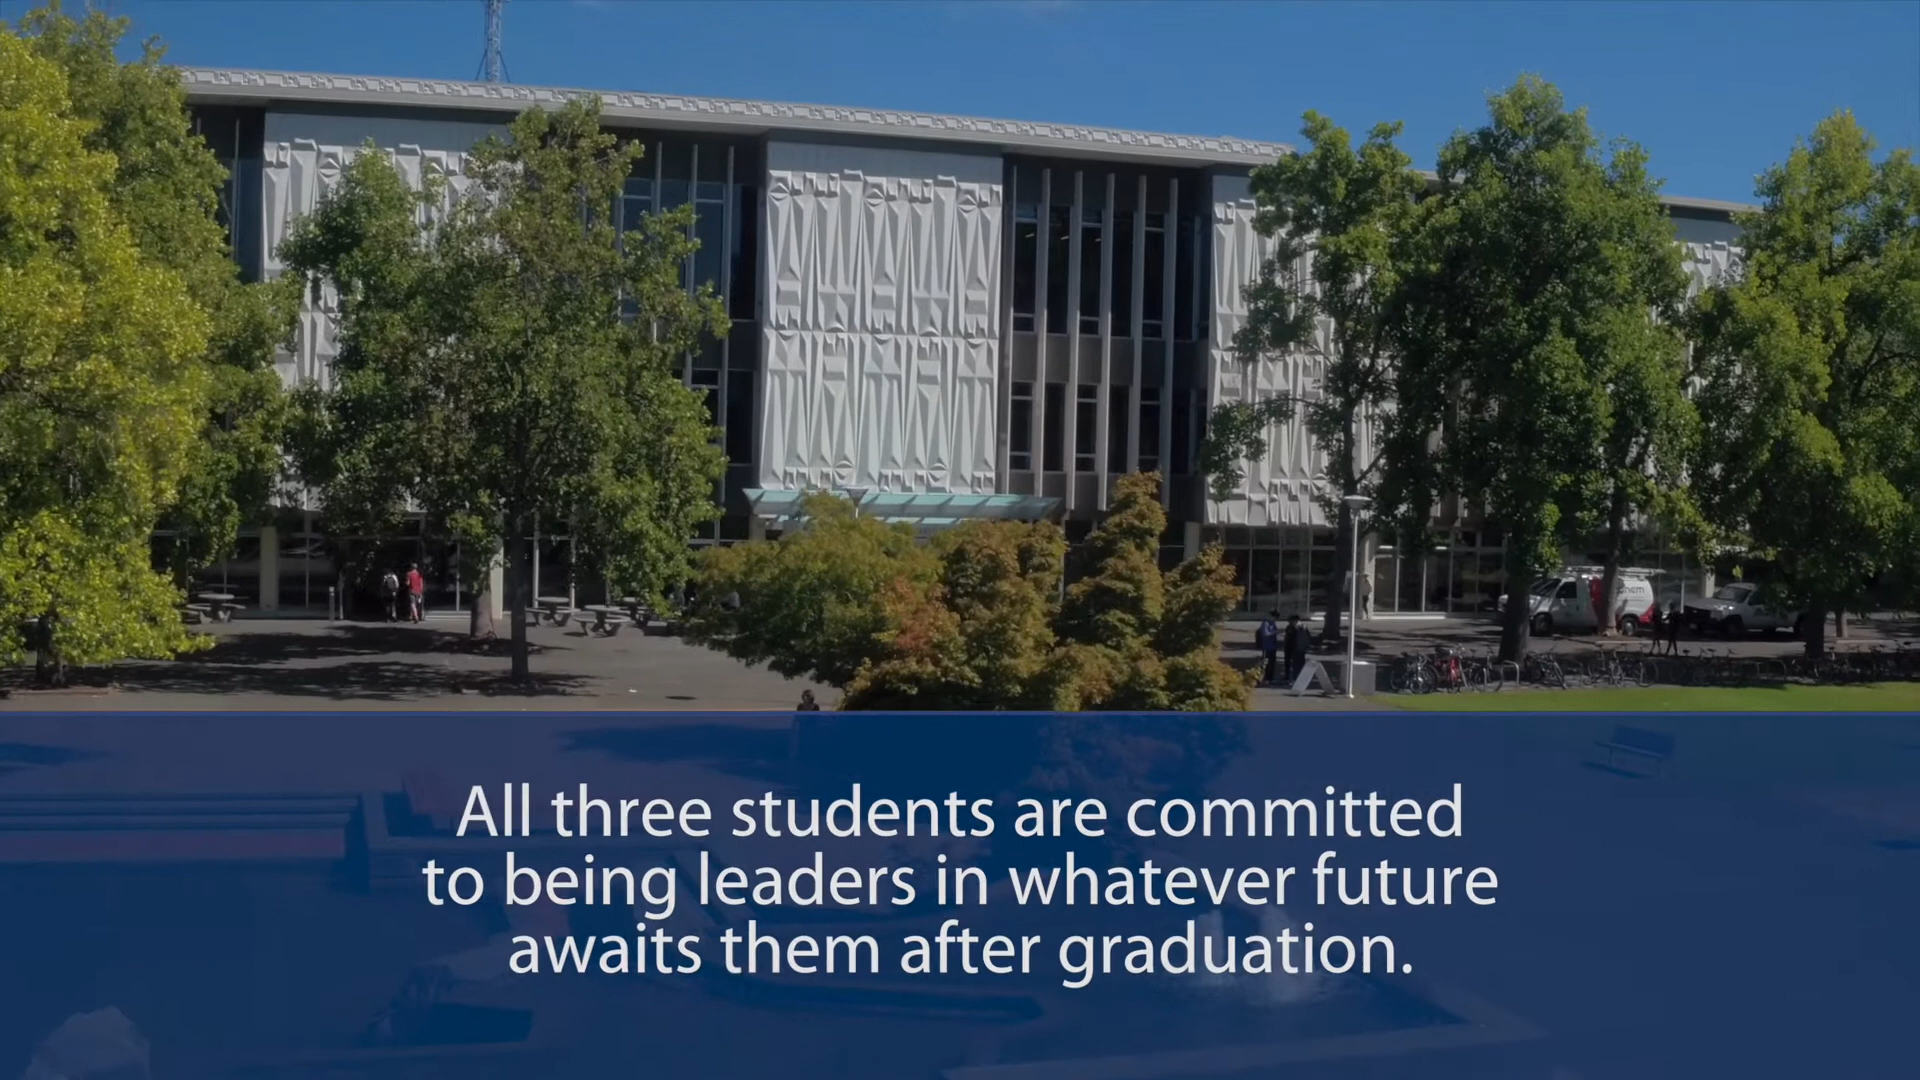 All three students are committed
to being leaders in whatever future
awaits them after graduation.